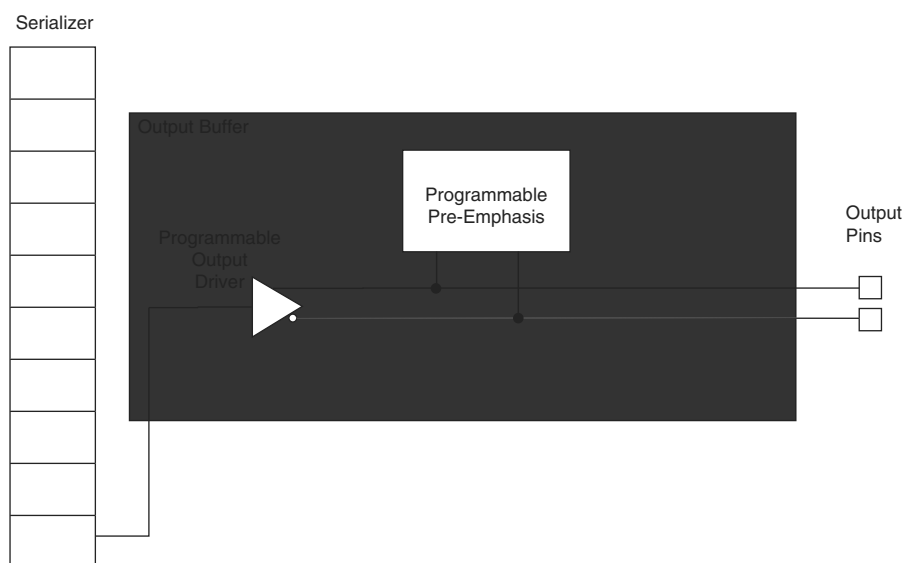 Serializer
Output Buffer
Programmable
Pre-Emphasis
Output
Pins
Programmable
Output
Driver